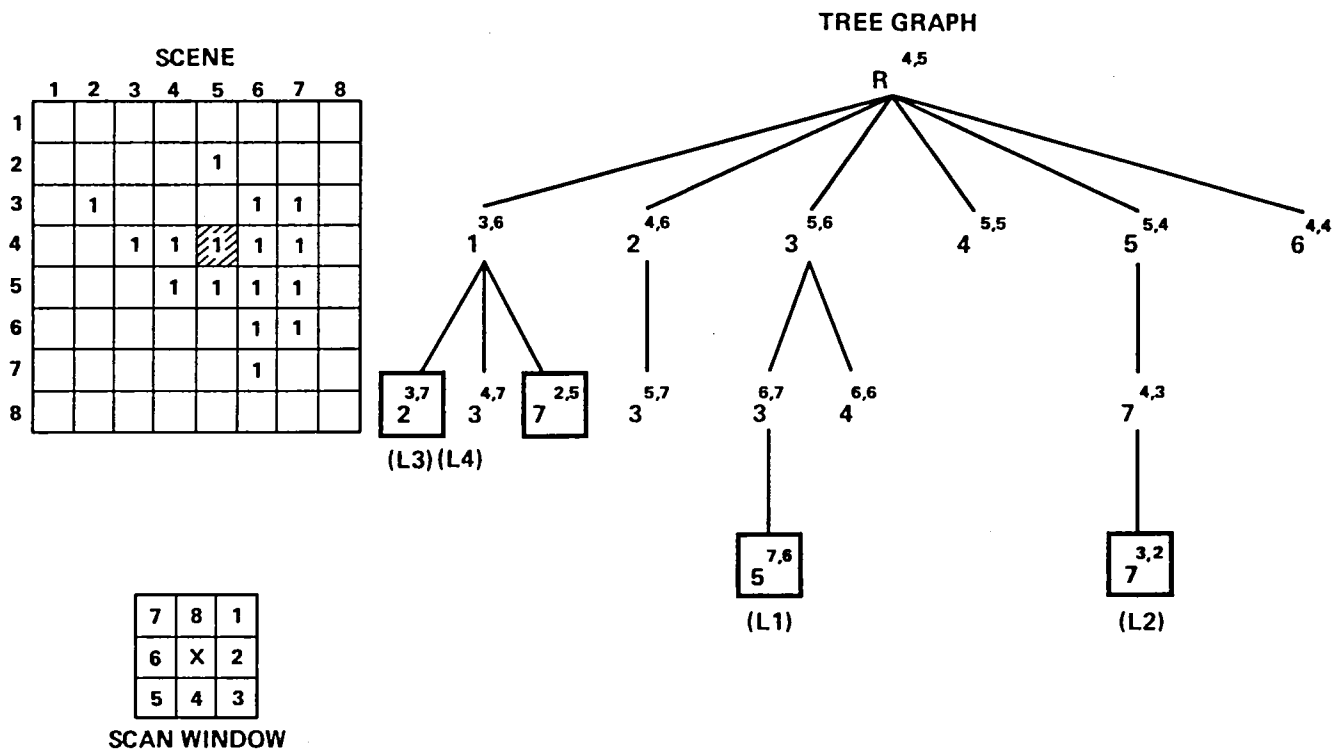 TREE GRAPH
SCENE
R 4,5
1 2 3 4 5 6 7 8
1
2 1
3 1 1 1
4 1 1 1 1 1
5 1 1 1 1
6 1 1
7 1
8
1 3,6 2 4,6 3 5,6 4 5,5 5 5,4 6 4,4
2 3,7 3 4,7 7 2,5 3 5,7 3 6,7 4 6,6 7 4,3
(L3) (L4)
5 7,6 7 3,2
(L1) (L2)
7 8 1
6 X 2
5 4 3
SCAN WINDOW